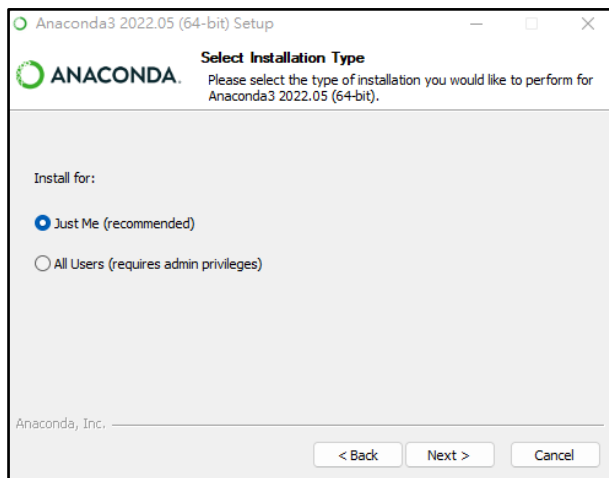 Anaconda3 2022.05 (64-bit) Setup
ANACONDA.
Select Installation Type
Please select the type of installation you would like to perform for
Anaconda3 2022.05 (64-bit).
Install for:
Just Me (recommended)
All Users (requires admin privileges)
Anaconda, Inc.
< Back Next > Cancel